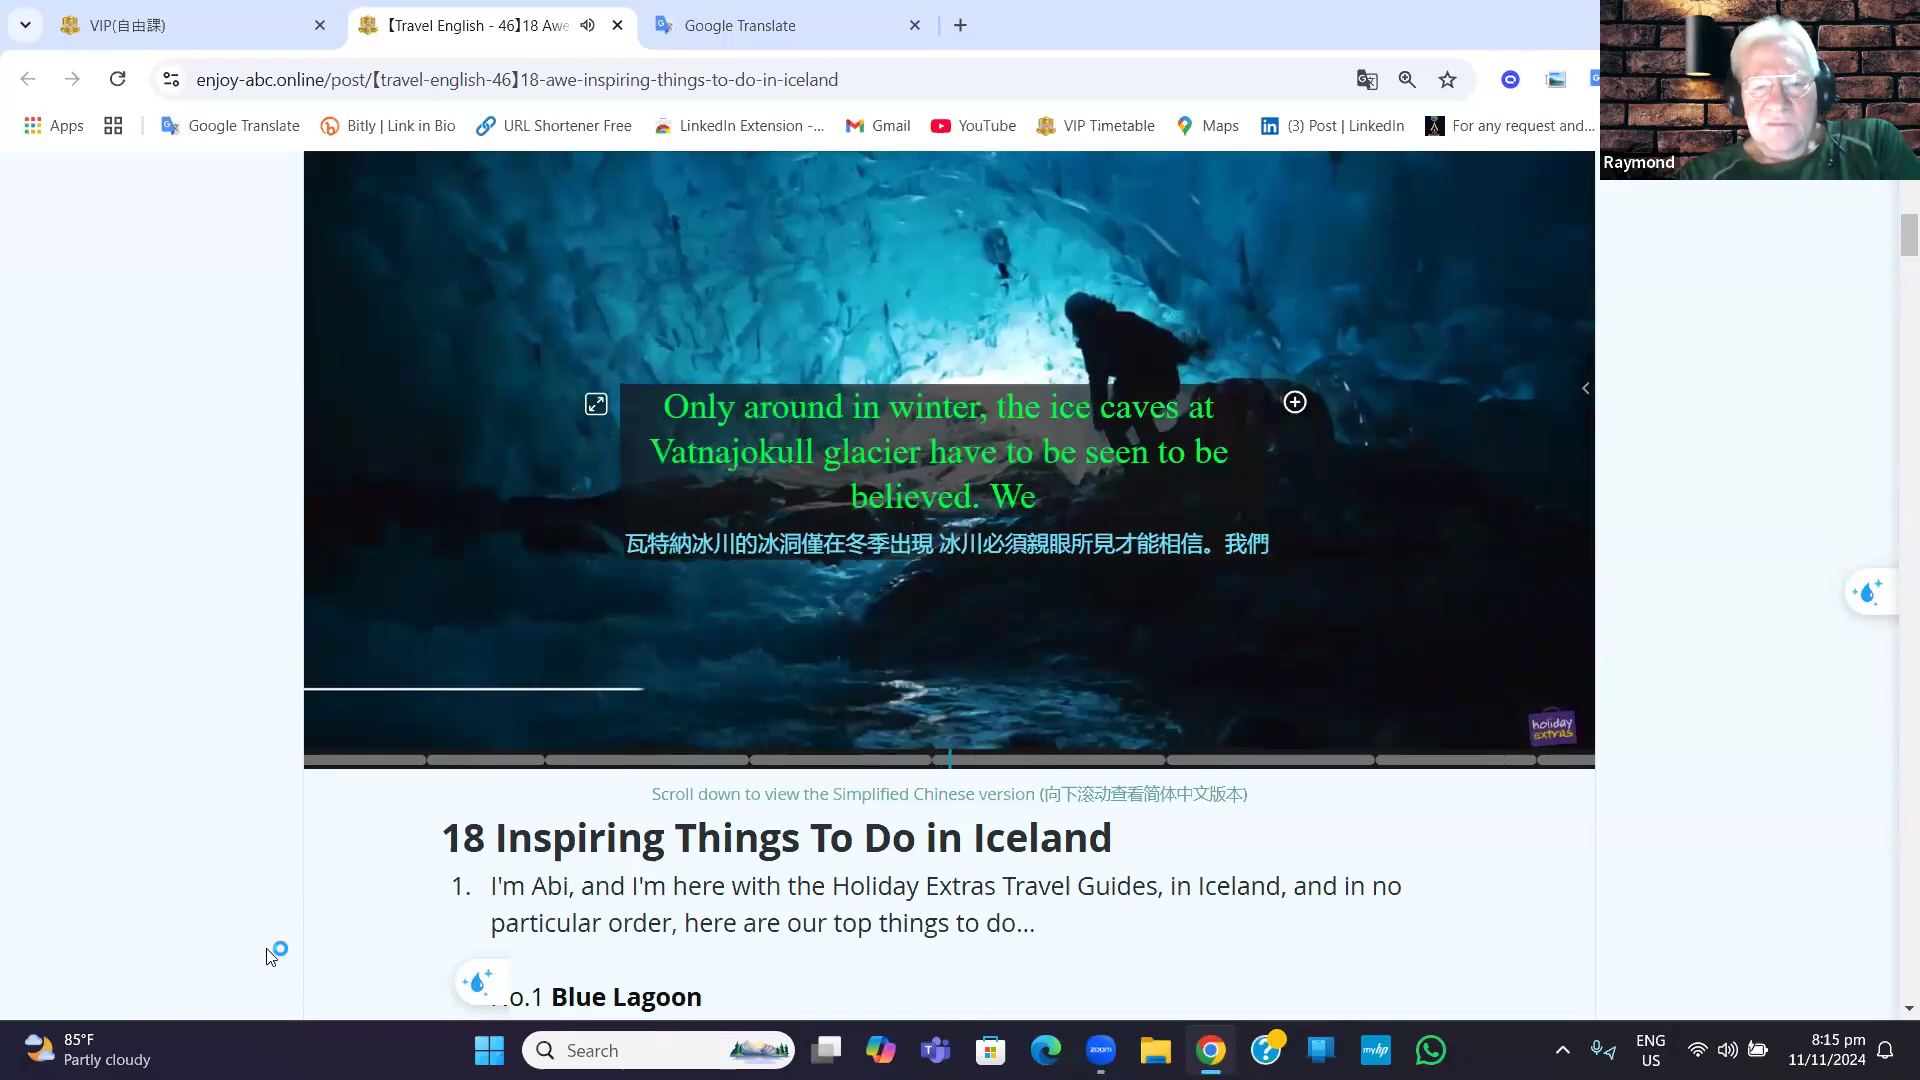 VIP(自由課)
【Travel English - 46】18 Awe
Google Translate
enjoy-abc.online/post/【travel-english-46】18-awe-inspiring-things-to-do-in-iceland
Apps
Google Translate
Bitly | Link in Bio
URL Shortener Free
LinkedIn Extension -...
Gmail
YouTube
VIP Timetable
Maps
(3) Post | LinkedIn
For any request and...
Raymond
Only around in winter, the ice caves at
Vatnajokull glacier have to be seen to be
believed. We
瓦特納冰川的冰洞僅在冬季出現 冰川必須親眼所見才能相信。我們
holiday
extras
Scroll down to view the Simplified Chinese version (向下滚动查看简体中文版本)
18 Inspiring Things To Do in Iceland
1. I'm Abi, and I'm here with the Holiday Extras Travel Guides, in Iceland, and in no
particular order, here are our top things to do...
o.1 Blue Lagoon
85°F
Partly cloudy
Search
zoom
myhp
ENG
US
8:15 pm
11/11/2024